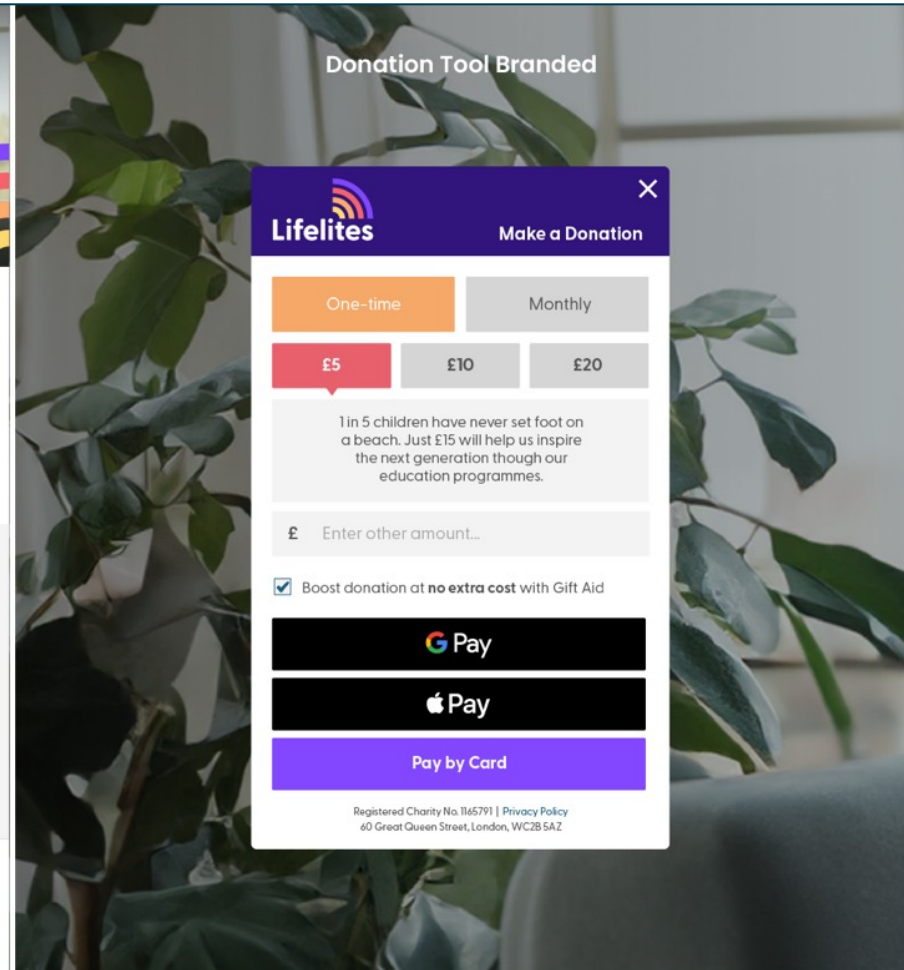 Donation Tool Branded
Lifelites
Make a Donation
One-time
Monthly
£5
£10
£20
1 in 5 children have never set foot on
a beach. Just £15 will help us inspire
the next generation though our
education programmes.
£ Enter other amount...
Boost donation at no extra cost with Gift Aid
G Pay
Pay
Pay by Card
Registered Charity No. 1165791 | Privacy Policy
60 Great Queen Street, London, WC2B 5AZ